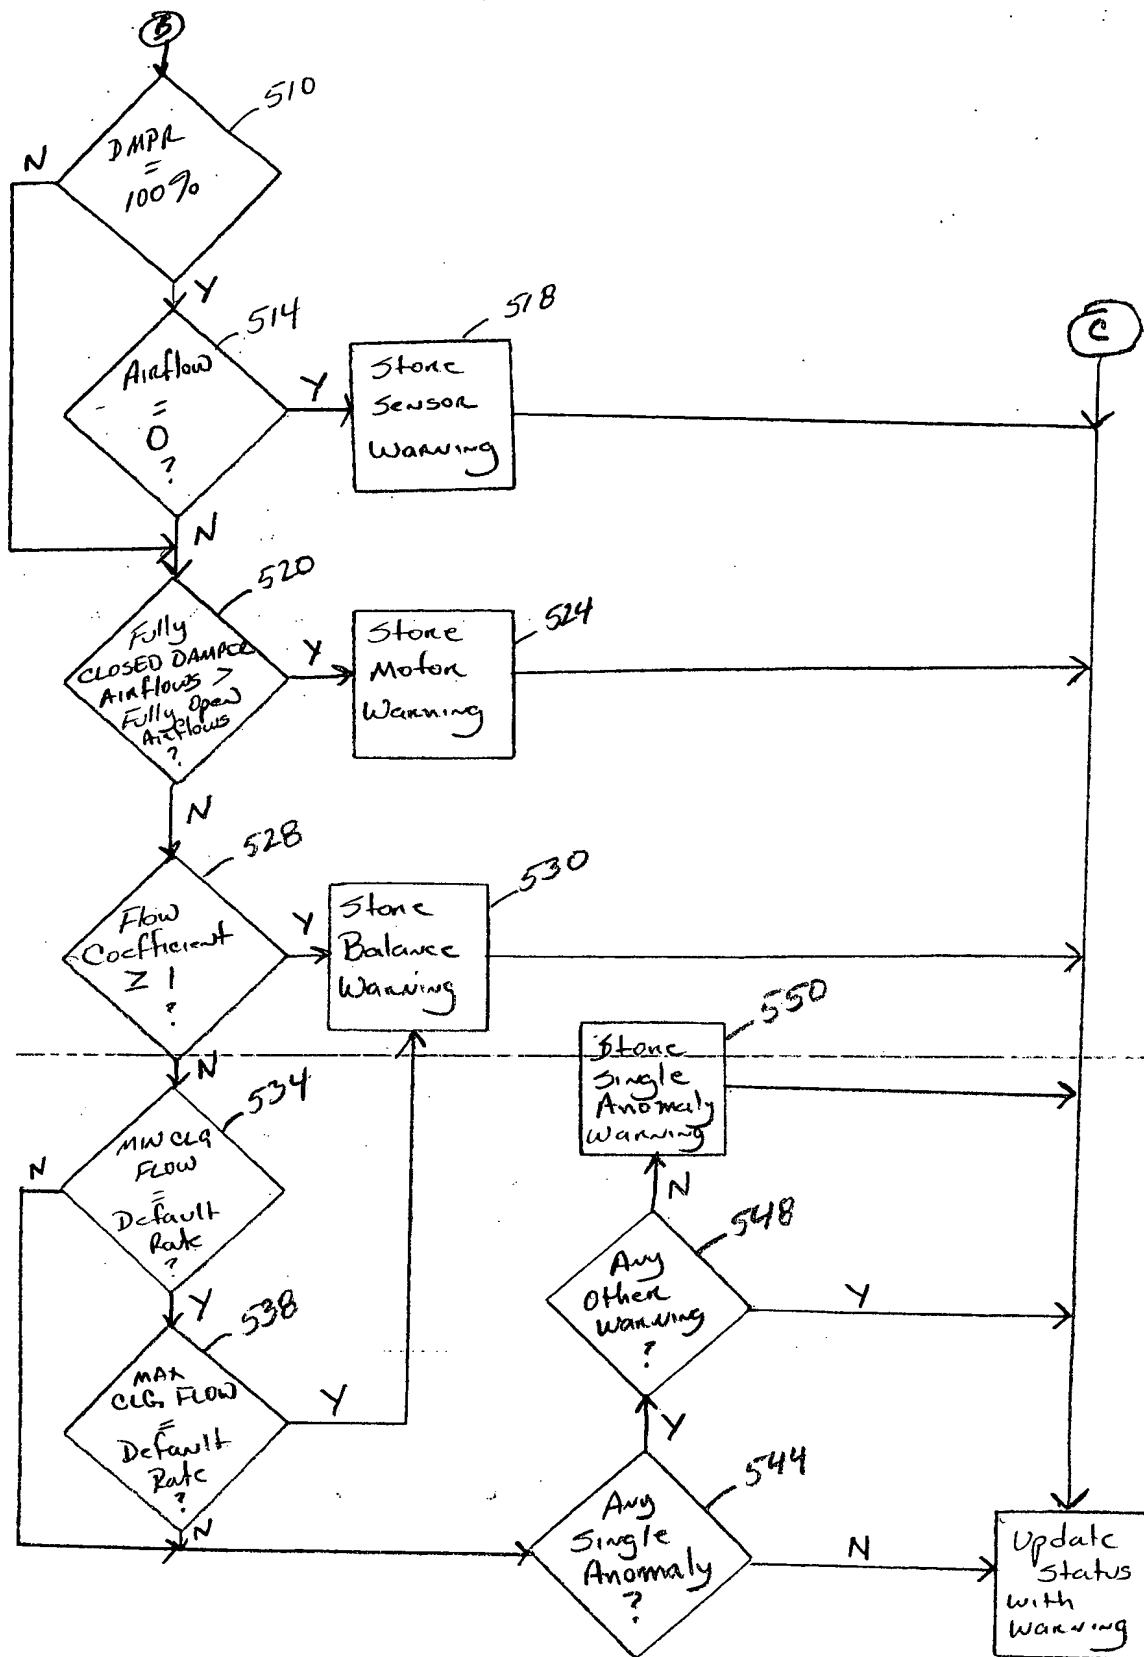 B
510
DMPR
=
100%
N
Y
514
Airflow
=
0
?
Y
518
Store
Sensor
Warning
C
N
520
Fully
CLOSED DAMPER
Airflows >
Fully Open
Airflows
?
Y
524
Store
Motor
Warning
N
528
Flow
Coefficient
≥ 1
?
Y
530
Store
Balance
Warning
N
534
MIN CLG
FLOW
=
Default
Rate
?
N
Y
538
MAX
CLG FLOW
=
Default
Rate
?
Y
N
550
Store
Single
Anomaly
Warning
N
548
Any
Other
Warning
?
Y
Y
544
Any
Single
Anomaly
?
N
Update
Status
with
Warning